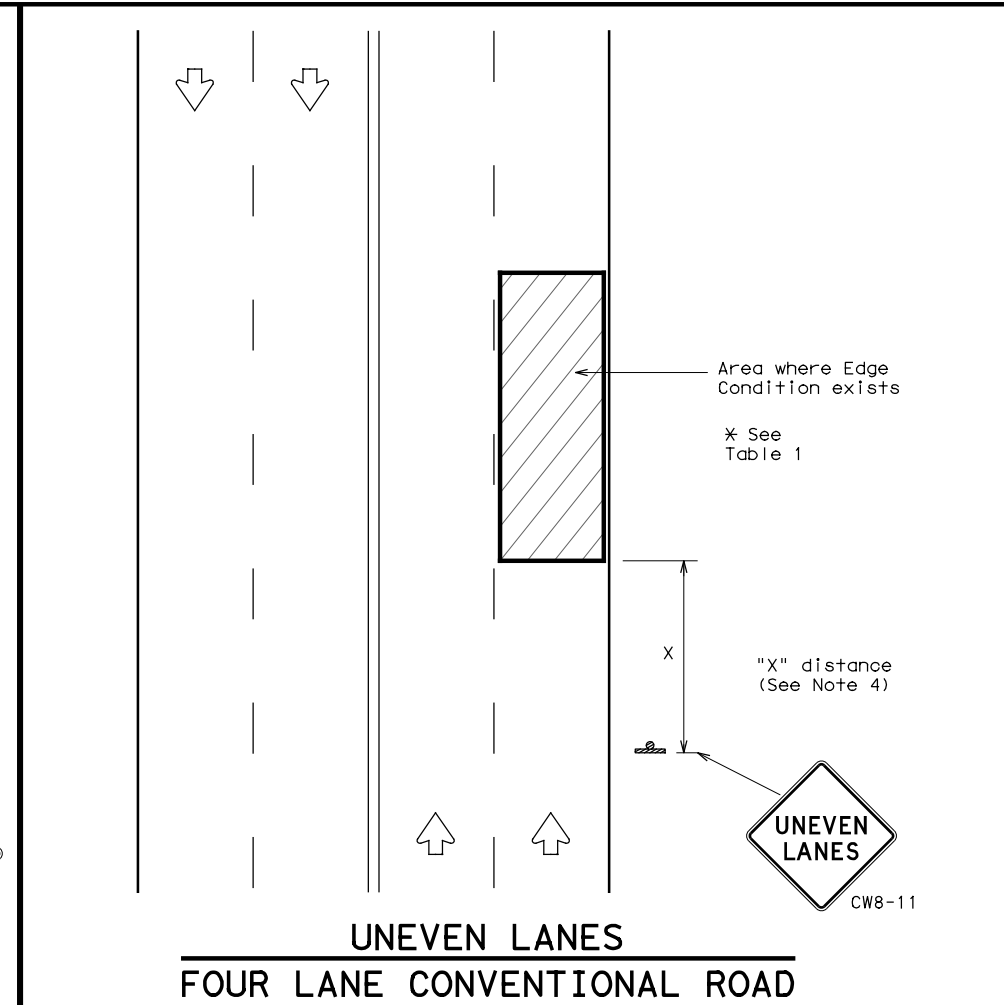 Area where Edge
Condition exists
* See
Table 1
X
"X" distance
(See Note 4)
UNEVEN
LANES
CW8-11
UNEVEN LANES
FOUR LANE CONVENTIONAL ROAD